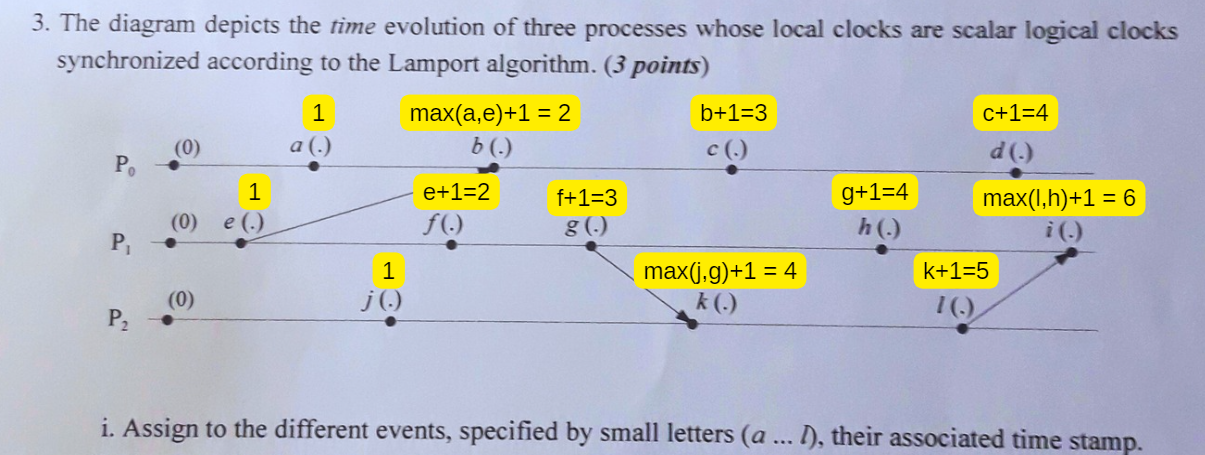 3. The diagram depicts the time evolution of three processes whose local clocks are scalar logical clocks
synchronized according to the Lamport algorithm. (3 points)
1 max(a,e)+1 = 2 b+1=3 c+1=4
P₀ (0) a (.) b (.) c (.) d (.)
1 e+1=2 f+1=3 g+1=4 max(l,h)+1 = 6
P₁ (0) e (.) f (.) g (.) h (.) i (.)
1 max(j,g)+1 = 4 k+1=5
P₂ (0) j (.) k (.) l (.)
i. Assign to the different events, specified by small letters (a ... l), their associated time stamp.